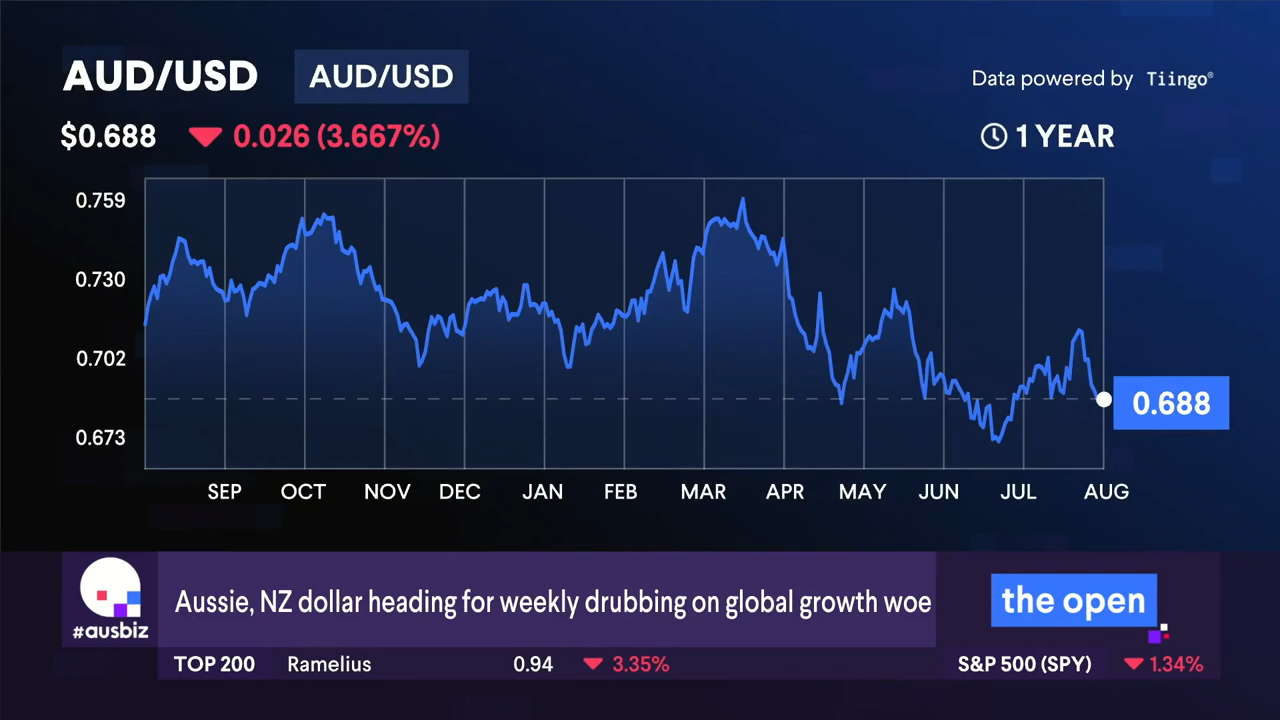 AUD/USD AUD/USD
Data powered by Tiingo®
$0.688 0.026 (3.667%)
1 YEAR
0.759
0.730
0.702
0.673
0.688
SEP OCT NOV DEC JAN FEB MAR APR MAY JUN JUL AUG
#ausbiz
Aussie, NZ dollar heading for weekly drubbing on global growth woe
the open
TOP 200 Ramelius 0.94 3.35% S&P 500 (SPY) 1.34%